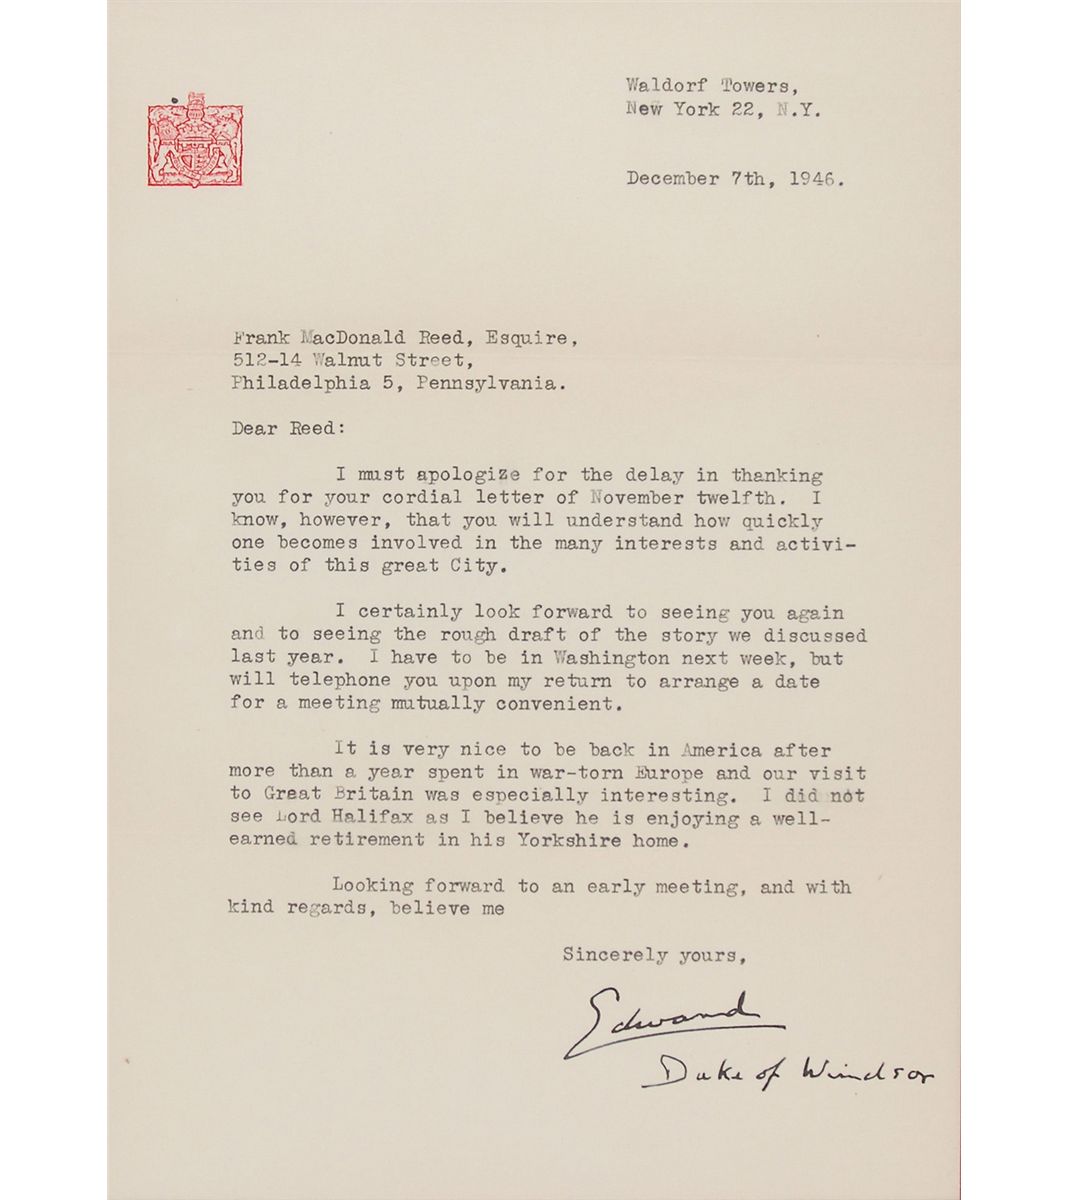 Waldorf Towers,
New York 22, N.Y.
December 7th, 1946.
Frank MacDonald Reed, Esquire,
512-14 Walnut Street,
Philadelphia 5, Pennsylvania.
Dear Reed:
I must apologize for the delay in thanking
you for your cordial letter of November twelfth. I
know, however, that you will understand how quickly
one becomes involved in the many interests and activi-
ties of this great City.
I certainly look forward to seeing you again
and to seeing the rough draft of the story we discussed
last year. I have to be in Washington next week, but
will telephone you upon my return to arrange a date
for a meeting mutually convenient.
It is very nice to be back in America after
more than a year spent in war-torn Europe and our visit
to Great Britain was especially interesting. I did not
see Lord Halifax as I believe he is enjoying a well-
earned retirement in his Yorkshire home.
Looking forward to an early meeting, and with
kind regards, believe me
Sincerely yours,
Edward
Duke of Windsor